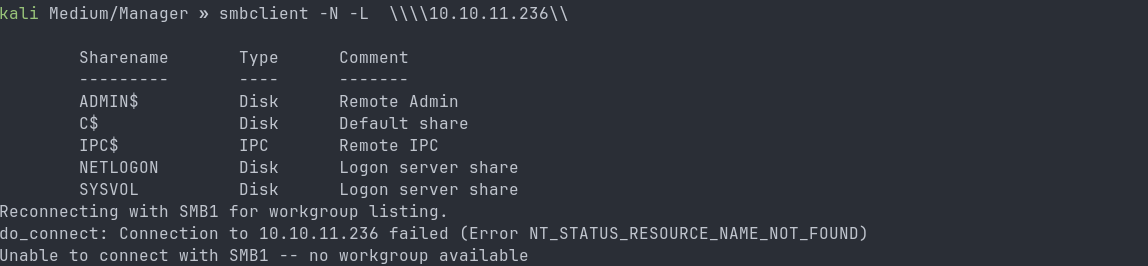 kali Medium/Manager » smbclient -N -L  \\\\10.10.11.236\\
Sharename       Type      Comment
---------       ----      -------
ADMIN$          Disk      Remote Admin
C$              Disk      Default share
IPC$            IPC       Remote IPC
NETLOGON        Disk      Logon server share
SYSVOL          Disk      Logon server share
Reconnecting with SMB1 for workgroup listing.
do_connect: Connection to 10.10.11.236 failed (Error NT_STATUS_RESOURCE_NAME_NOT_FOUND)
Unable to connect with SMB1 -- no workgroup available